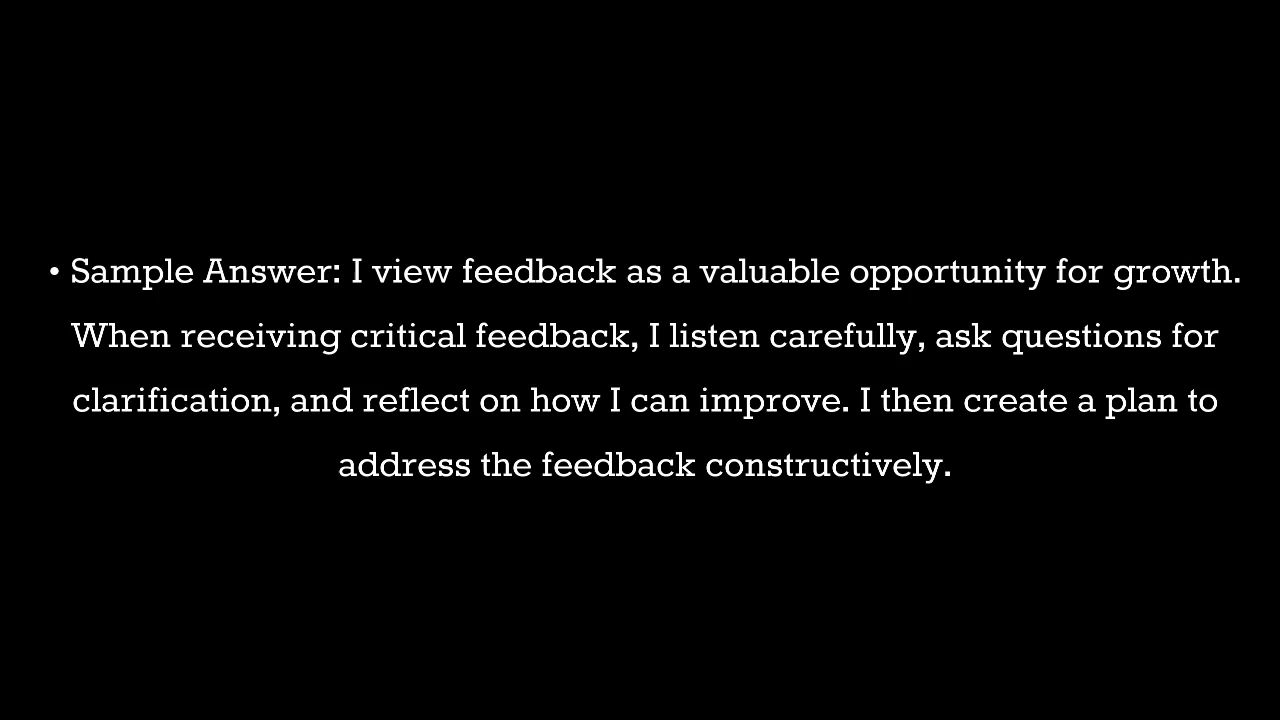 • Sample Answer: I view feedback as a valuable opportunity for growth.
When receiving critical feedback, I listen carefully, ask questions for
clarification, and reflect on how I can improve. I then create a plan to
address the feedback constructively.